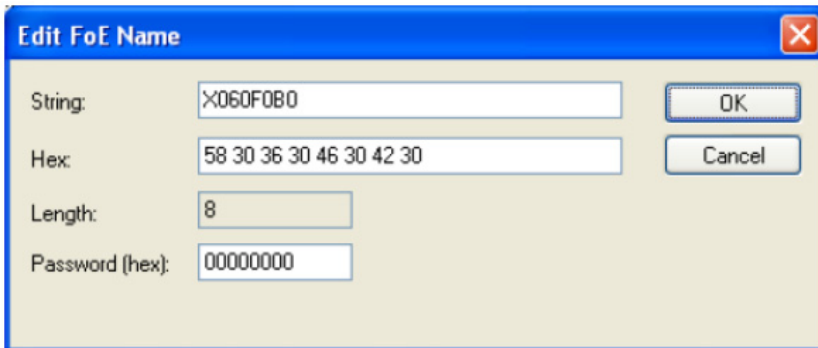 Edit FoE Name
String: X060F0B0 OK
Hex: 58 30 36 30 46 30 42 30 Cancel
Length: 8
Password (hex): 00000000